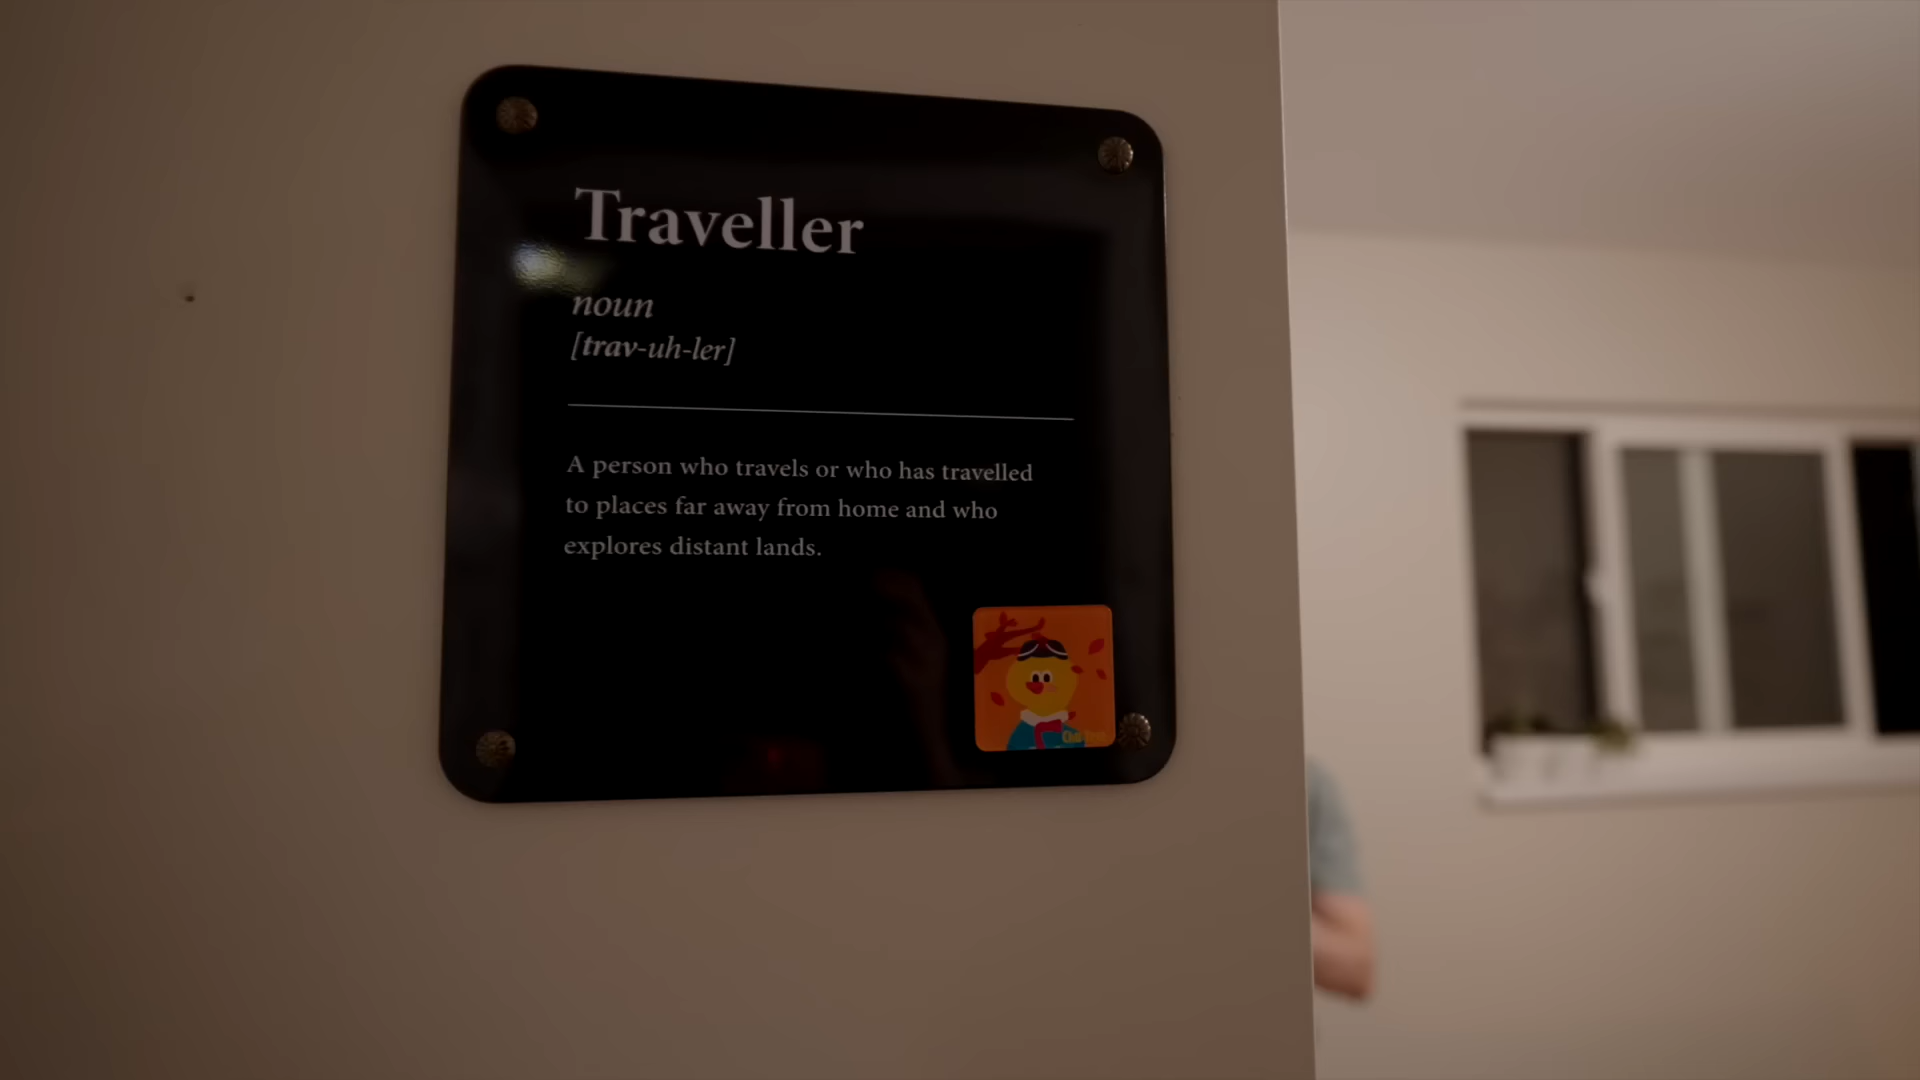 Traveller
noun
[trav-uh-ler]
A person who travels or who has travelled
to places far away from home and who
explores distant lands.